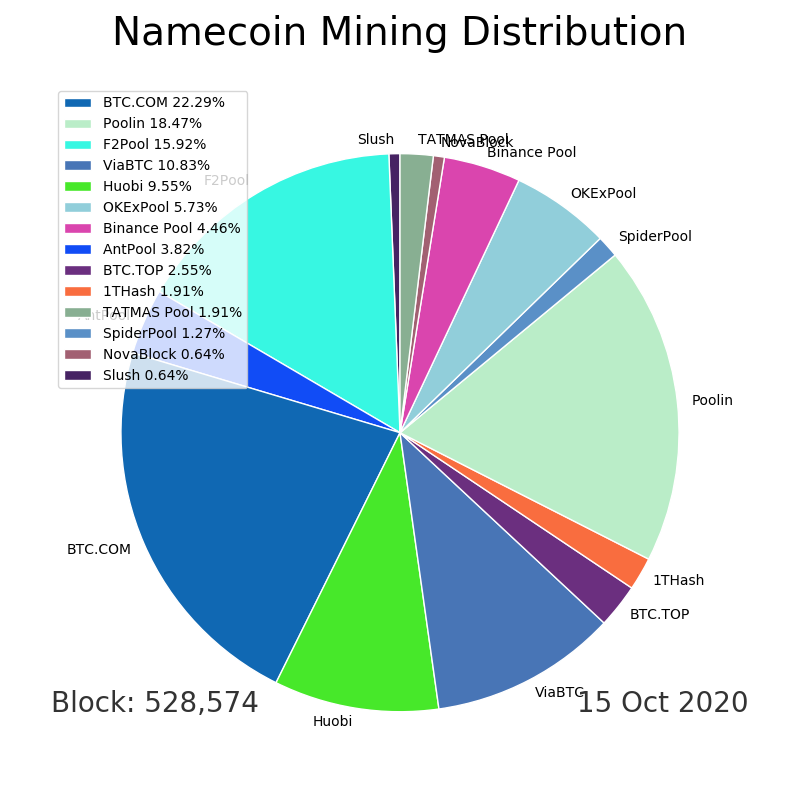 Namecoin Mining Distribution
BTC.COM 22.29%
Poolin 18.47%
F2Pool 15.92%
ViaBTC 10.83%
Huobi 9.55%
OKExPool 5.73%
Binance Pool 4.46%
AntPool 3.82%
BTC.TOP 2.55%
1THash 1.91%
TATMAS Pool 1.91%
SpiderPool 1.27%
NovaBlock 0.64%
Slush 0.64%
Slush
TATMAS Pool
NovaBlock
Binance Pool
F2Pool
OKExPool
SpiderPool
AntPool
Poolin
BTC.COM
1THash
BTC.TOP
ViaBTC
Huobi
Block: 528,574
15 Oct 2020